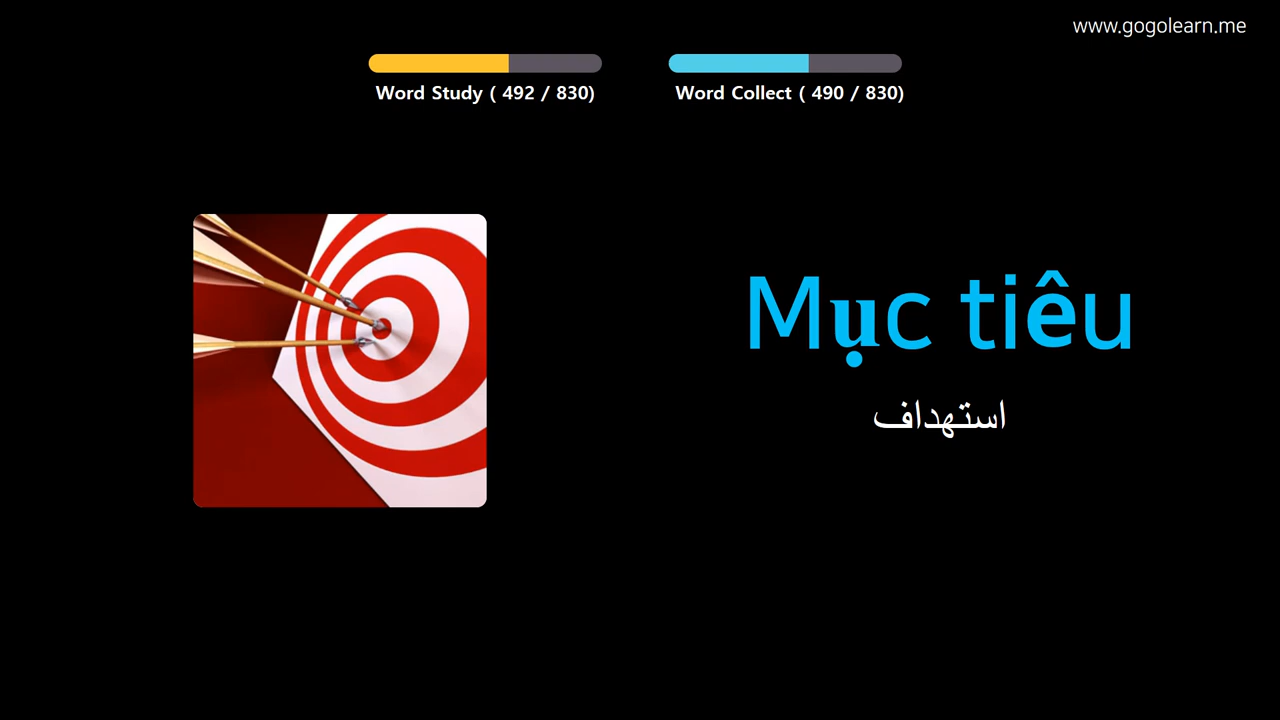 www.gogolearn.me
Word Study ( 492 / 830)
Word Collect ( 490 / 830)
Mục tiêu
استهداف